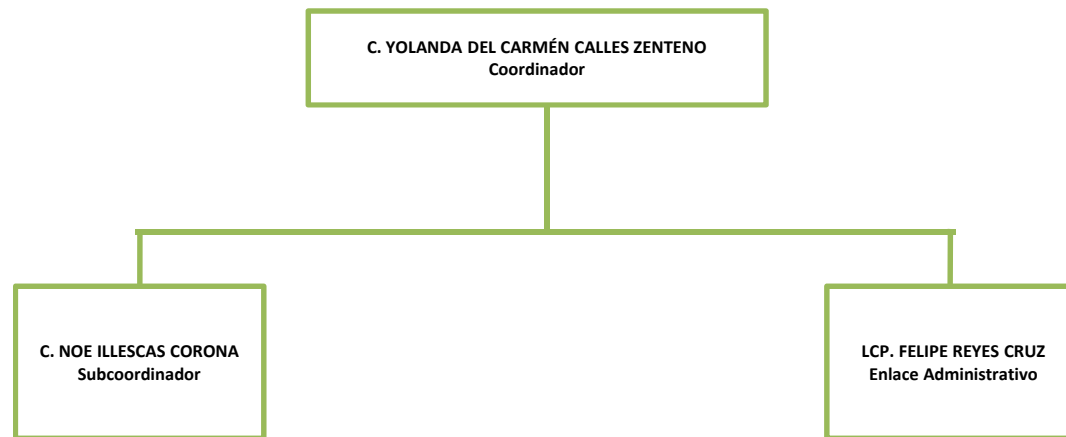 C. YOLANDA DEL CARMÉN CALLES ZENTENO
Coordinador
C. NOE ILLESCAS CORONA
Subcoordinador
LCP. FELIPE REYES CRUZ
Enlace Administrativo